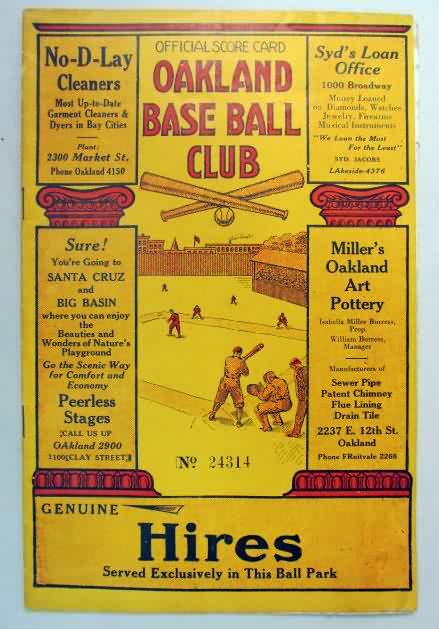 OFFICIAL SCORE CARD
OAKLAND
BASE BALL
CLUB
No-D-Lay
Cleaners
Most Up-to-Date
Garment Cleaners &
Dyers in Bay Cities
Plant:
2300 Market St.
Phone Oakland 4150
Syd's Loan
Office
1000 Broadway
Money Loaned
on Diamonds, Watches
Jewelry, Firearms
Musical Instruments
"We Loan the Most
For the Least"
SYD. JACOBS
LAkeside-4376
Sure!
You're Going to
SANTA CRUZ
and
BIG BASIN
where you can enjoy
the
Beauties and
Wonders of Nature's
Playground
Go the Scenic Way
for Comfort and
Economy
Peerless
Stages
CALL US UP
OAkland 2900
1100 CLAY STREET
Miller's
Oakland
Art
Pottery
Isabella Miller Burress,
Prop.
William Burress,
Manager
Manufacturers of
Sewer Pipe
Patent Chimney
Flue Lining
Drain Tile
2237 E. 12th St.
Oakland
Phone FRuitvale 2268
No 24314
GENUINE
Hires
Served Exclusively in This Ball Park